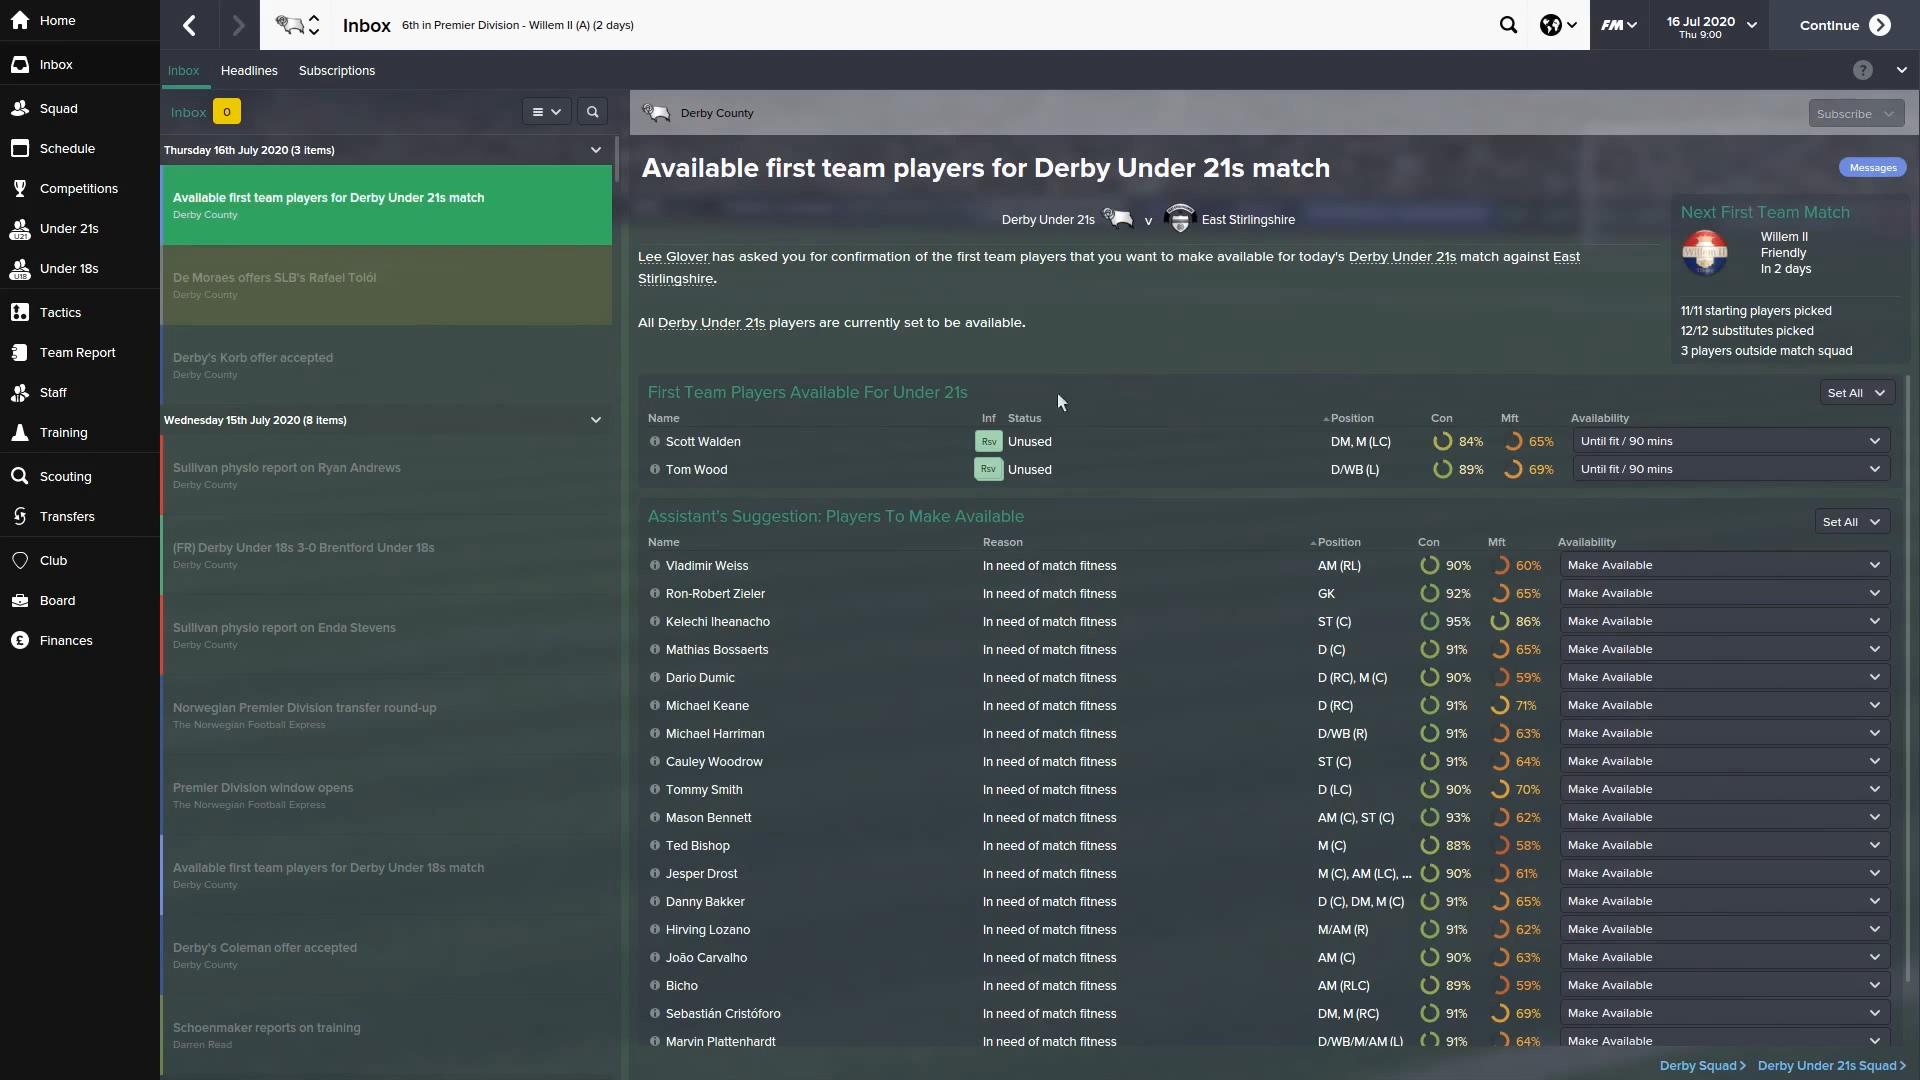 Home
Inbox
Squad
Schedule
Competitions
Under 21s
Under 18s
Tactics
Team Report
Staff
Training
Scouting
Transfers
Club
Board
Finances
Inbox 6th in Premier Division - Willem II (A) (2 days)
FM
16 Jul 2020
Thu 9:00
Continue
Inbox Headlines Subscriptions
Inbox 0
Thursday 16th July 2020 (3 items)
Available first team players for Derby Under 21s match
Derby County
De Moraes offers SLB's Rafael Tolói
Derby County
Derby's Korb offer accepted
Derby County
Wednesday 15th July 2020 (8 items)
Sullivan physio report on Ryan Andrews
Derby County
(FR) Derby Under 18s 3-0 Brentford Under 18s
Derby County
Sullivan physio report on Enda Stevens
Derby County
Norwegian Premier Division transfer round-up
The Norwegian Football Express
Premier Division window opens
The Norwegian Football Express
Available first team players for Derby Under 18s match
Derby County
Derby's Coleman offer accepted
Derby County
Schoenmaker reports on training
Darren Read
Derby County
Subscribe
Available first team players for Derby Under 21s match
Messages
Derby Under 21s v East Stirlingshire
Lee Glover has asked you for confirmation of the first team players that you want to make available for today's Derby Under 21s match against East
Stirlingshire.
All Derby Under 21s players are currently set to be available.
Next First Team Match
Willem II
Friendly
In 2 days
11/11 starting players picked
12/12 substitutes picked
3 players outside match squad
First Team Players Available For Under 21s
Set All
Name Inf Status Position Con Mft Availability
Scott Walden Rsv Unused DM, M (LC) 84% 65% Until fit / 90 mins
Tom Wood Rsv Unused D/WB (L) 89% 69% Until fit / 90 mins
Assistant's Suggestion: Players To Make Available
Set All
Name Reason Position Con Mft Availability
Vladimir Weiss In need of match fitness AM (RL) 90% 60% Make Available
Ron-Robert Zieler In need of match fitness GK 92% 65% Make Available
Kelechi Iheanacho In need of match fitness ST (C) 95% 86% Make Available
Mathias Bossaerts In need of match fitness D (C) 91% 65% Make Available
Dario Dumic In need of match fitness D (RC), M (C) 90% 59% Make Available
Michael Keane In need of match fitness D (RC) 91% 71% Make Available
Michael Harriman In need of match fitness D/WB (R) 91% 63% Make Available
Cauley Woodrow In need of match fitness ST (C) 91% 64% Make Available
Tommy Smith In need of match fitness D (LC) 90% 70% Make Available
Mason Bennett In need of match fitness AM (C), ST (C) 93% 62% Make Available
Ted Bishop In need of match fitness M (C) 88% 58% Make Available
Jesper Drost In need of match fitness M (C), AM (LC), ... 90% 61% Make Available
Danny Bakker In need of match fitness D (C), DM, M (C) 91% 65% Make Available
Hirving Lozano In need of match fitness M/AM (R) 91% 62% Make Available
João Carvalho In need of match fitness AM (C) 90% 63% Make Available
Bicho In need of match fitness AM (RLC) 89% 59% Make Available
Sebastián Cristóforo In need of match fitness DM, M (RC) 91% 69% Make Available
Marvin Plattenhardt In need of match fitness D/WB/M/AM (L) 91% 64% Make Available
Derby Squad Derby Under 21s Squad